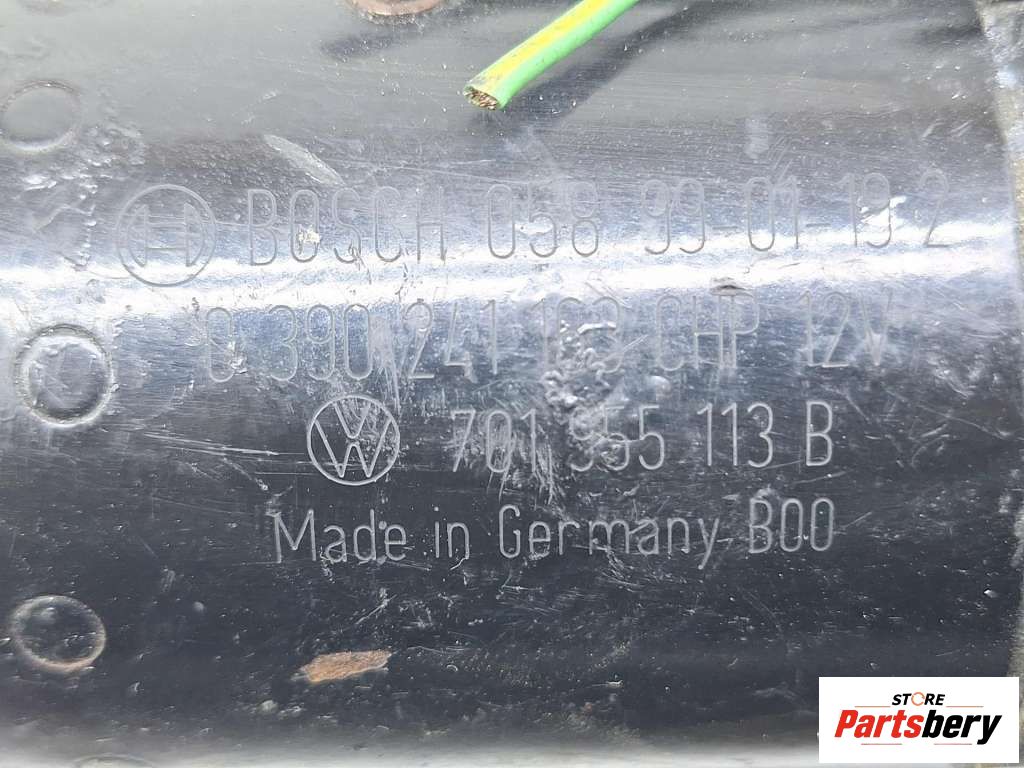 BOSCH 058 99-01-19 2
0 390 241 CHP 12V
701 955 113 B
Made in Germany B00
STORE
Partsbery